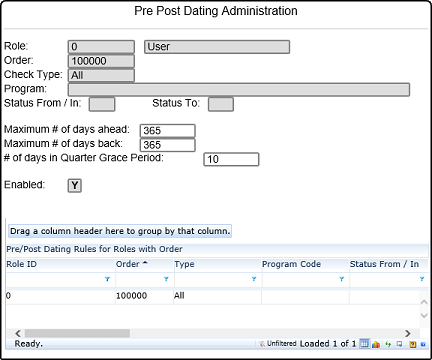 Pre Post Dating Administration
Role: 0 User
Order: 100000
Check Type: All
Program:
Status From / In: Status To:
Maximum # of days ahead: 365
Maximum # of days back: 365
# of days in Quarter Grace Period: 10
Enabled: Y
Drag a column header here to group by that column.
Pre/Post Dating Rules for Roles with Order
Role ID Order Type Program Code Status From / In
0 100000 All
Ready. Unfiltered Loaded 1 of 1